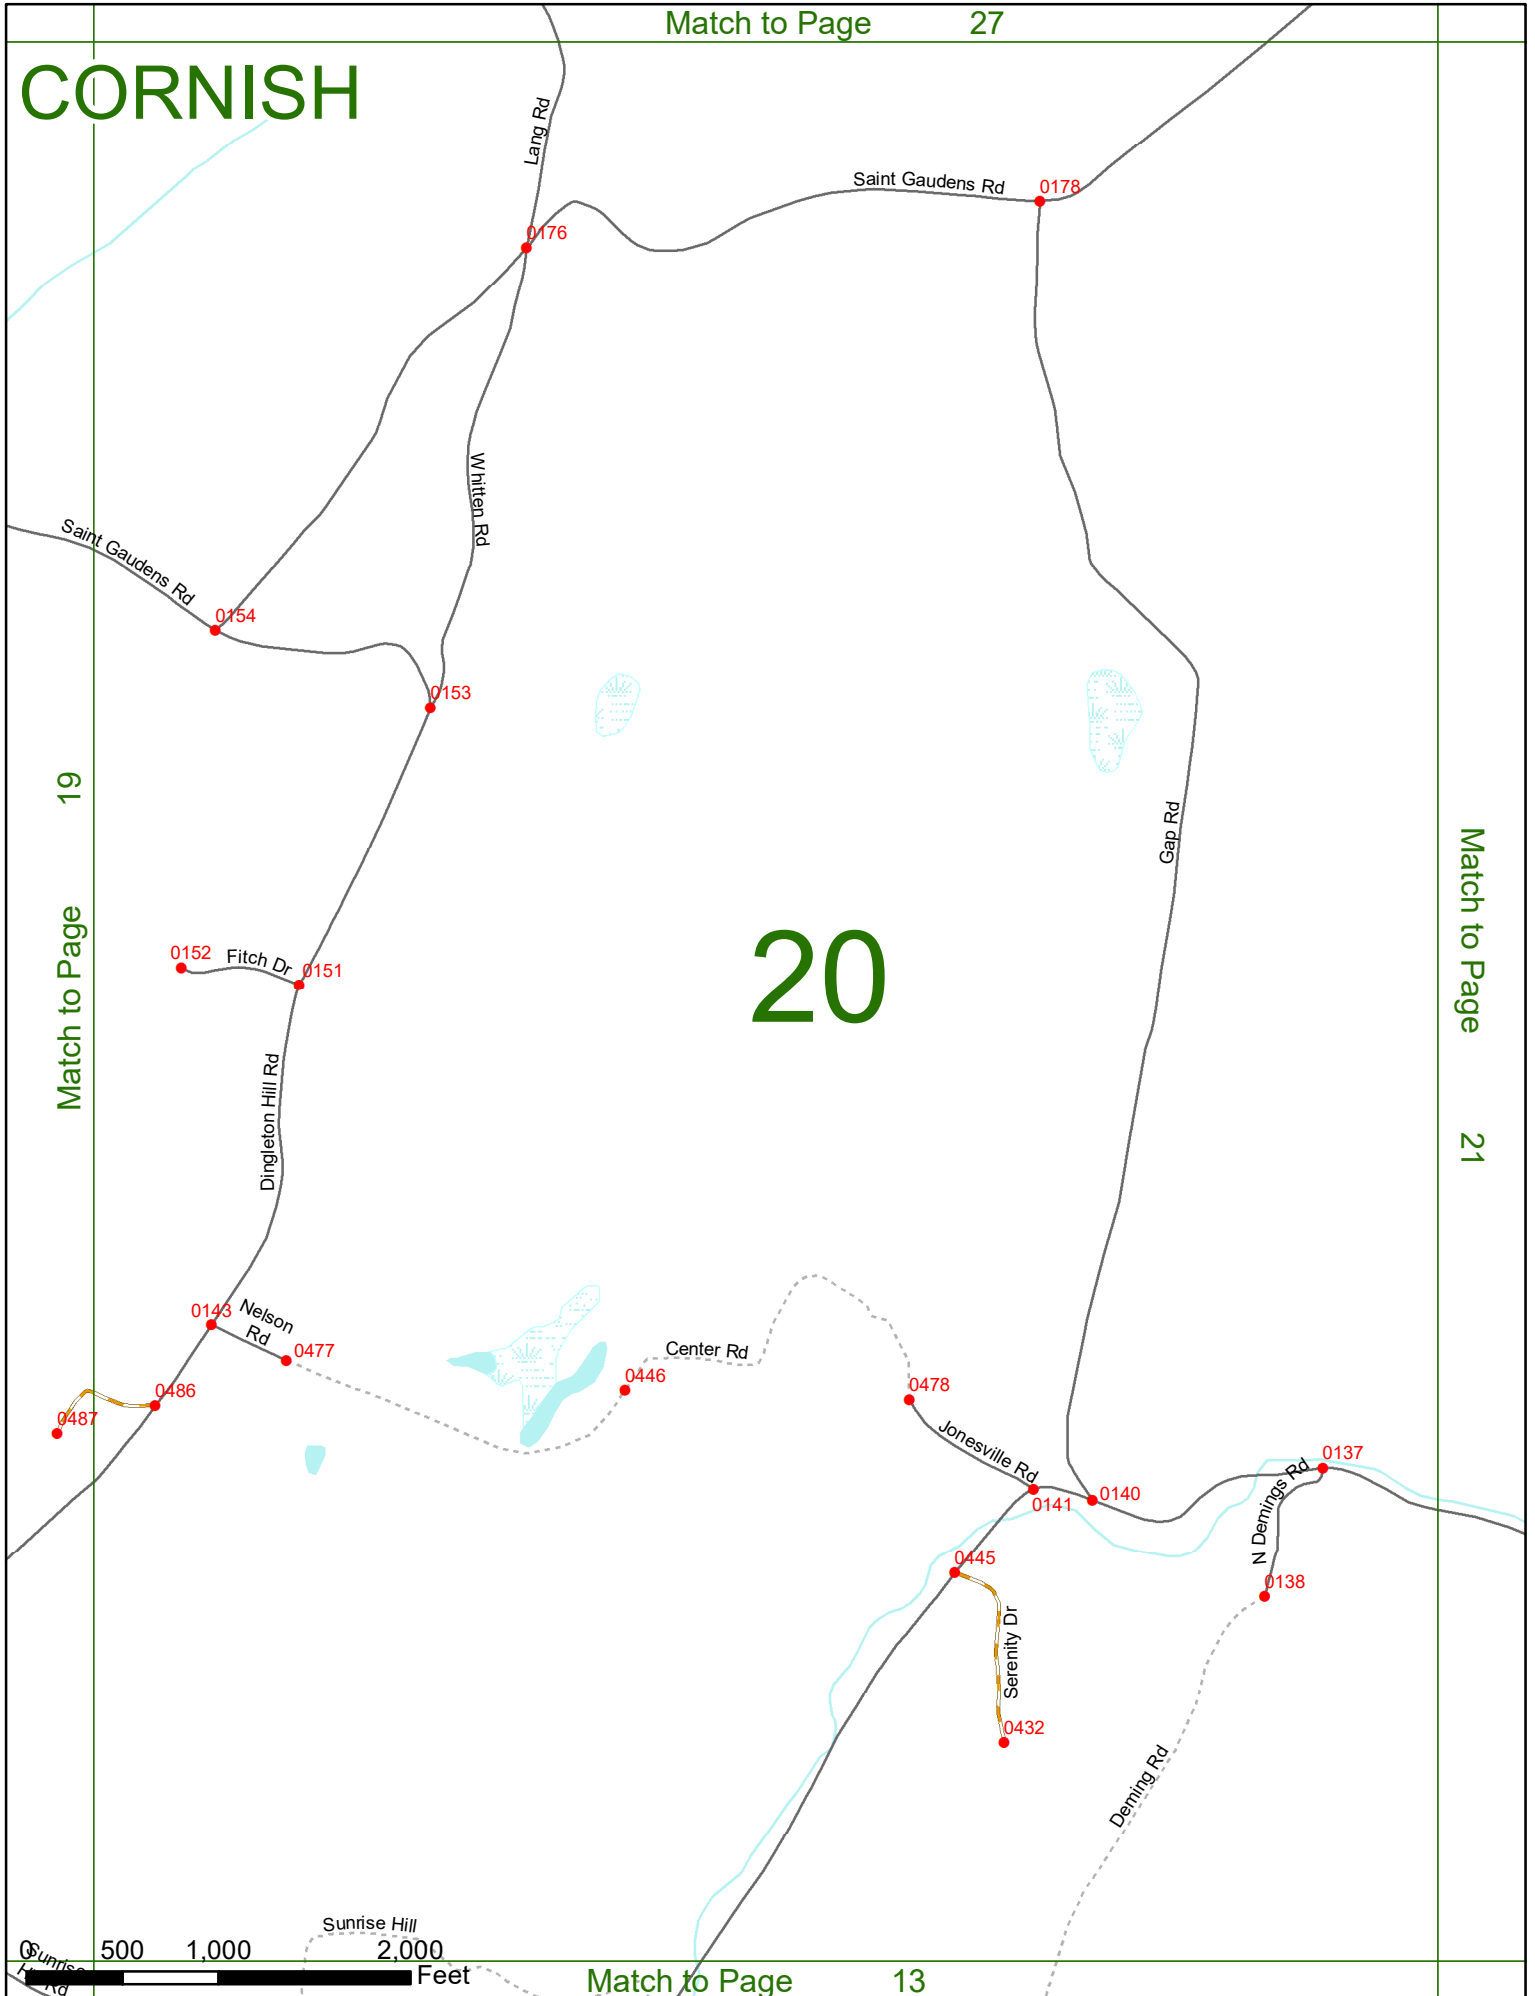 Match to Page 27
CORNISH
Lang Rd
Saint Gaudens Rd
0178
0176
Whitten Rd
Saint Gaudens Rd
0154
0153
Match to Page 19
Gap Rd
Match to Page 21
20
0152
Fitch Dr
0151
Dingleton Hill Rd
0143
Nelson
Rd
0477
Center Rd
0446
0478
0486
0487
Jonesville Rd
0137
0141
0140
N Demings Rd
0445
0138
Serenity Dr
0432
Deming Rd
Sunrise Hill
0 500 1,000 2,000
Feet
Sunrise
Rd
Match to Page 13